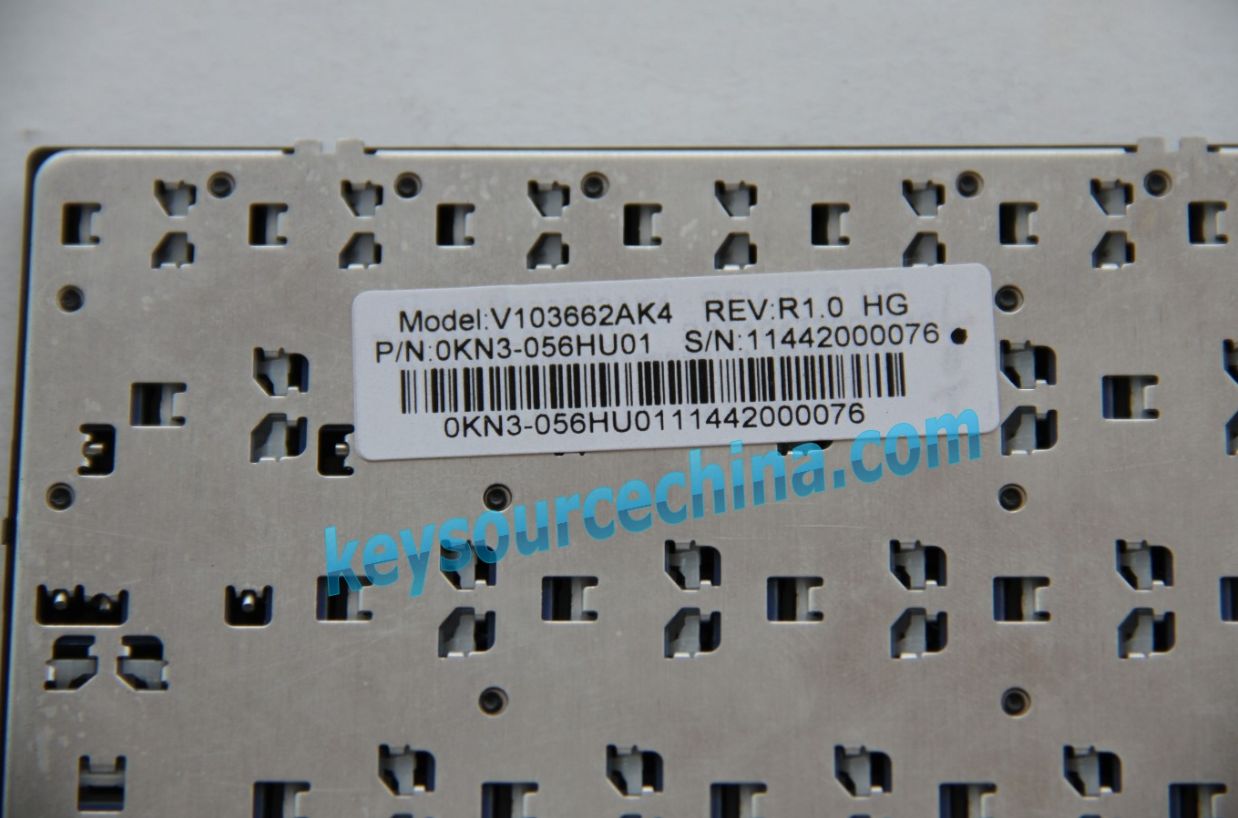 Model:V103662AK4 REV:R1.0 HG
P/N:0KN3-056HU01 S/N:11442000076
0KN3-056HU0111442000076
keysourcechina.com